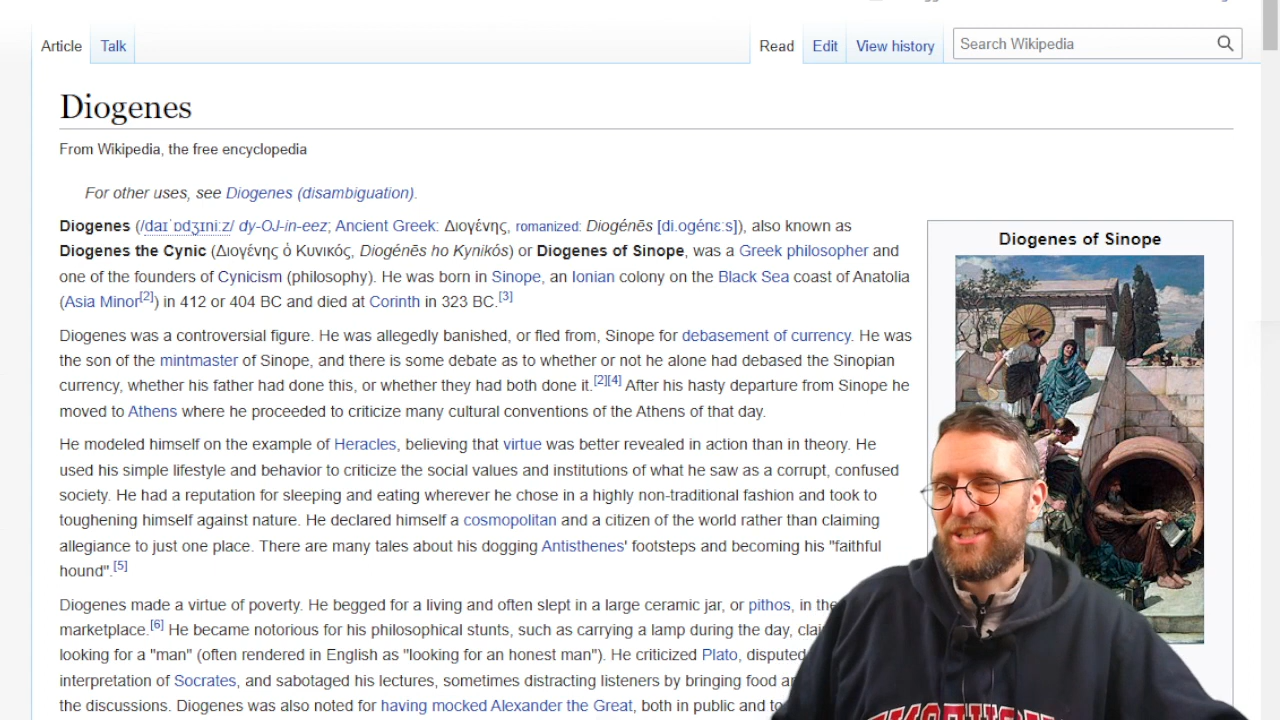 Article Talk Read Edit View history Search Wikipedia
Diogenes
From Wikipedia, the free encyclopedia
For other uses, see Diogenes (disambiguation).
Diogenes (/daɪˈɒdʒɪniːz/ dy-OJ-in-eez; Ancient Greek: Διογένης, romanized: Diogénēs [di.ogénɛːs]), also known as
Diogenes the Cynic (Διογένης ὁ Κυνικός, Diogénēs ho Kynikós) or Diogenes of Sinope, was a Greek philosopher and
one of the founders of Cynicism (philosophy). He was born in Sinope, an Ionian colony on the Black Sea coast of Anatolia
(Asia Minor[2]) in 412 or 404 BC and died at Corinth in 323 BC.[3]
Diogenes was a controversial figure. He was allegedly banished, or fled from, Sinope for debasement of currency. He was
the son of the mintmaster of Sinope, and there is some debate as to whether or not he alone had debased the Sinopian
currency, whether his father had done this, or whether they had both done it.[2][4] After his hasty departure from Sinope he
moved to Athens where he proceeded to criticize many cultural conventions of the Athens of that day.
He modeled himself on the example of Heracles, believing that virtue was better revealed in action than in theory. He
used his simple lifestyle and behavior to criticize the social values and institutions of what he saw as a corrupt, confused
society. He had a reputation for sleeping and eating wherever he chose in a highly non-traditional fashion and took to
toughening himself against nature. He declared himself a cosmopolitan and a citizen of the world rather than claiming
allegiance to just one place. There are many tales about his dogging Antisthenes' footsteps and becoming his "faithful
hound".[5]
Diogenes made a virtue of poverty. He begged for a living and often slept in a large ceramic jar, or pithos, in the
marketplace.[6] He became notorious for his philosophical stunts, such as carrying a lamp during the day,
looking for a "man" (often rendered in English as "looking for an honest man"). He criticized Plato, disputed
interpretation of Socrates, and sabotaged his lectures, sometimes distracting listeners by bringing food
the discussions. Diogenes was also noted for having mocked Alexander the Great, both in public and
Diogenes of Sinope